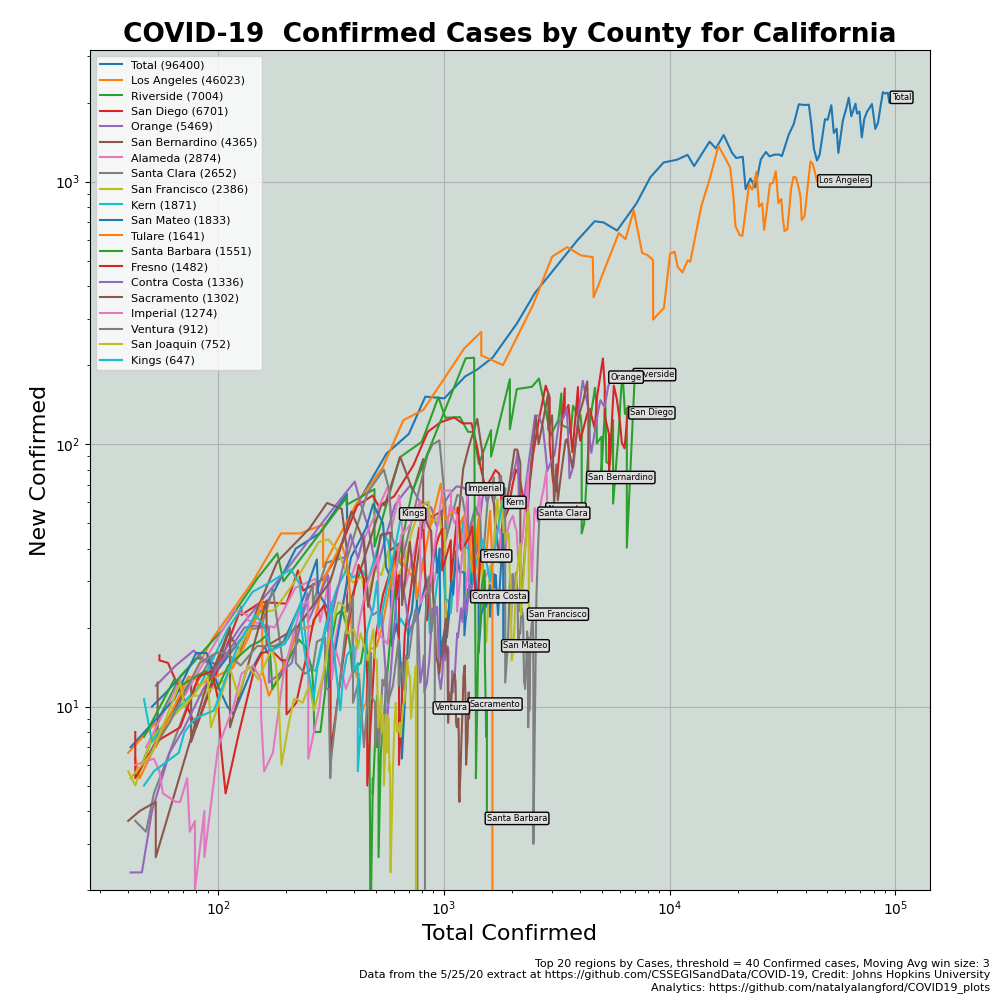 COVID-19  Confirmed Cases by County for California
Total (96400)
Los Angeles (46023)
Riverside (7004)
San Diego (6701)
Orange (5469)
San Bernardino (4365)
Alameda (2874)
Santa Clara (2652)
San Francisco (2386)
Kern (1871)
San Mateo (1833)
Tulare (1641)
Santa Barbara (1551)
Fresno (1482)
Contra Costa (1336)
Sacramento (1302)
Imperial (1274)
Ventura (912)
San Joaquin (752)
Kings (647)
Total
Los Angeles
Orange
verside
San Diego
San Bernardino
Imperial
Kern
Kings
Santa Clara
Fresno
Contra Costa
San Francisco
San Mateo
Ventura
Sacramento
Santa Barbara
New Confirmed
10³
10²
10¹
10²
10³
10⁴
10⁵
Total Confirmed
Top 20 regions by Cases, threshold = 40 Confirmed cases, Moving Avg win size: 3
Data from the 5/25/20 extract at https://github.com/CSSEGISandData/COVID-19, Credit: Johns Hopkins University
Analytics: https://github.com/natalyalangford/COVID19_plots